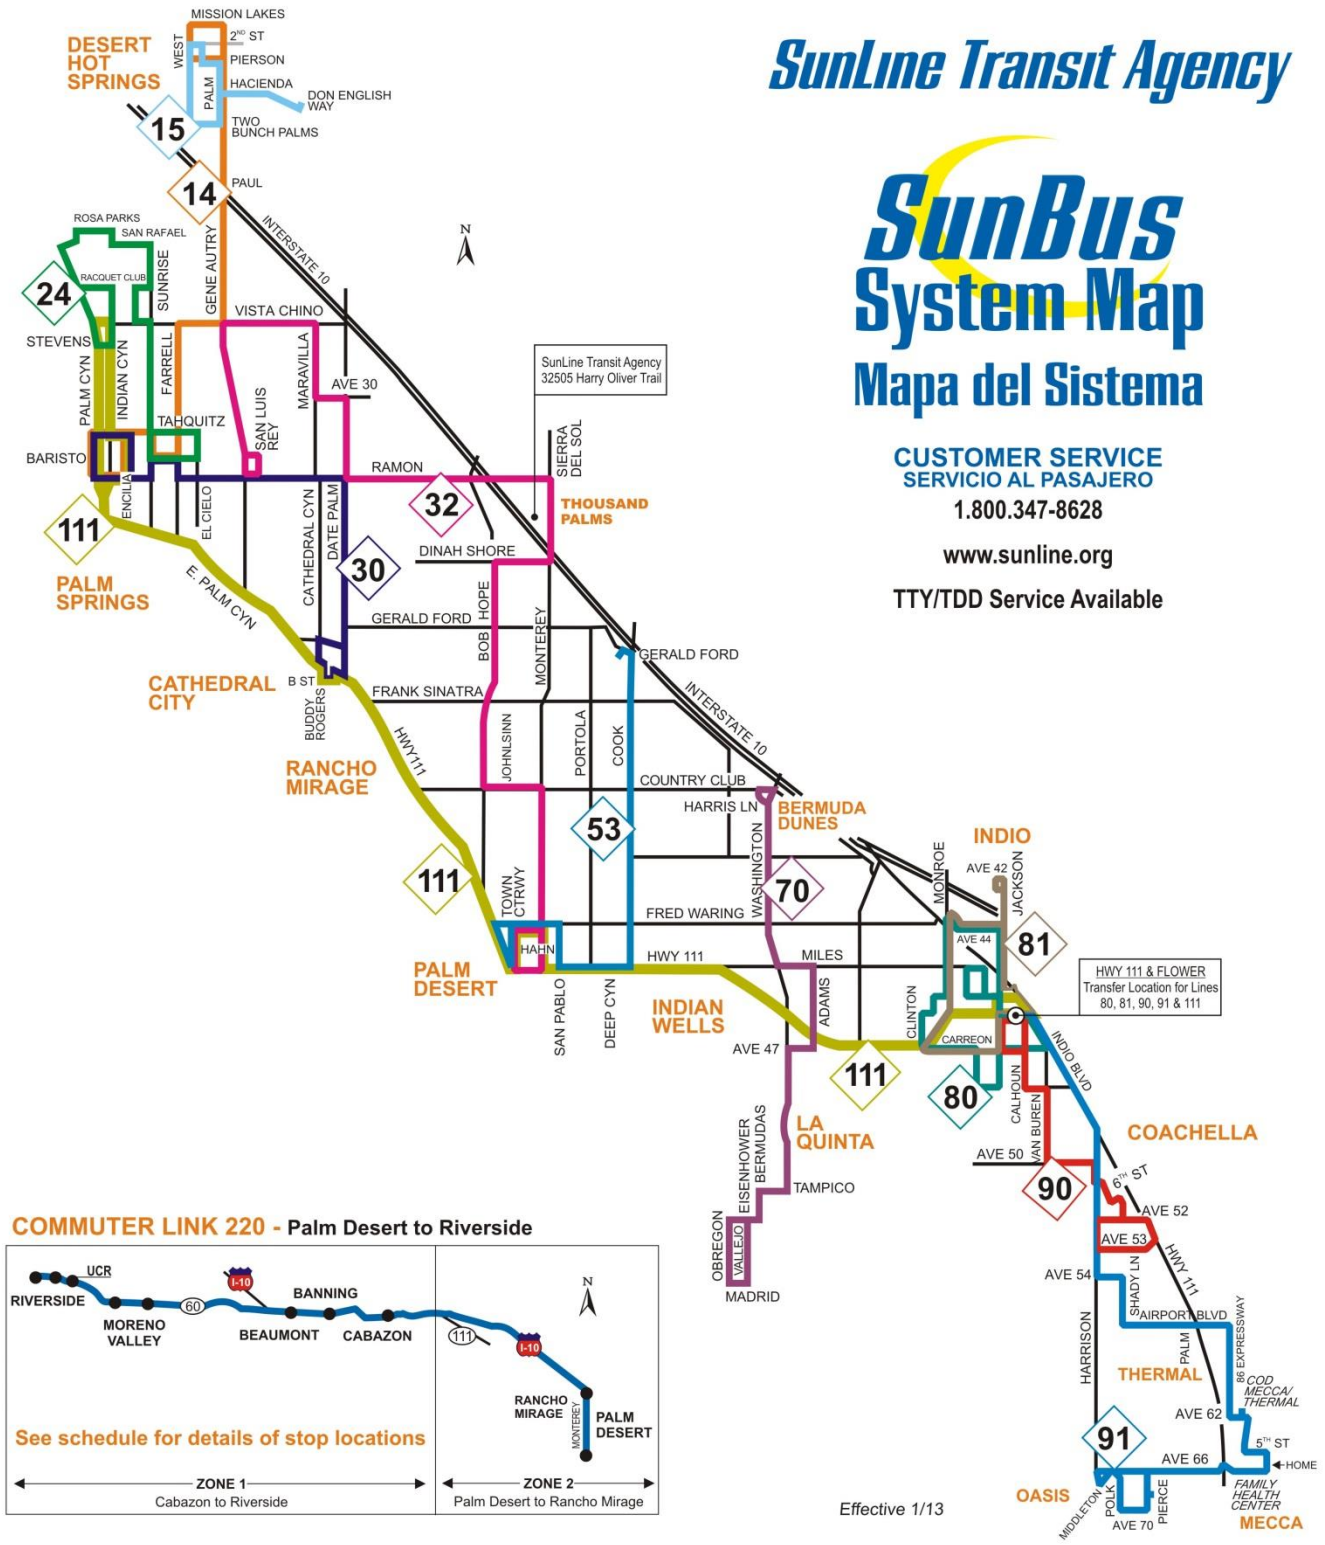 SunLine Transit Agency
SunBus
System Map
Mapa del Sistema
CUSTOMER SERVICE
SERVICIO AL PASAJERO
1.800.347-8628
www.sunline.org
TTY/TDD Service Available
MISSION LAKES
2ND ST
WEST
PIERSON
DESERT
HOT
SPRINGS
PALM
HACIENDA
DON ENGLISH
WAY
TWO
BUNCH PALMS
15
14
PAUL
N
INTERSTATE 10
ROSA PARKS
SAN RAFAEL
RACQUET CLUB
SUNRISE
GENE AUTRY
24
VISTA CHINO
STEVENS
PALM CYN
INDIAN CYN
FARRELL
MARAVILLA
AVE 30
SunLine Transit Agency
32505 Harry Oliver Trail
TAHQUITZ
SAN LUIS
REY
BARISTO
RAMON
SIERRA
DEL SOL
ENCILIA
EL CIELO
CATHEDRAL CYN
DATE PALM
32
THOUSAND
PALMS
111
DINAH SHORE
30
PALM
SPRINGS
E. PALM CYN
BOB HOPE
MONTEREY
GERALD FORD
GERALD FORD
CATHEDRAL
CITY
B ST
BUDDY
ROGERS
FRANK SINATRA
INTERSTATE 10
HWY111
RANCHO
MIRAGE
JOHNLSINN
PORTOLA
COOK
COUNTRY CLUB
HARRIS LN
BERMUDA
DUNES
53
INDIO
111
TOWN
CTRWY
WASHINGTON
70
MONROE
AVE 42
JACKSON
FRED WARING
AVE 44
81
HAHN
HWY 111
MILES
PALM
DESERT
SAN PABLO
DEEP CYN
INDIAN
WELLS
ADAMS
CLINTON
HWY 111 & FLOWER
Transfer Location for Lines
80, 81, 90, 91 & 111
AVE 47
CARREON
INDIO BLVD
111
80
CALHOUN
VAN BUREN
LA
QUINTA
COACHELLA
EISENHOWER
BERMUDAS
AVE 50
6TH ST
90
TAMPICO
AVE 52
OBREGON
VALLEJO
AVE 53
HWY 111
MADRID
AVE 54
SHADY LN
AIRPORT BLVD
HARRISON
PALM
86 EXPRESSWAY
THERMAL
COD
MECCA/
THERMAL
AVE 62
91
5TH ST
AVE 66
HOME
OASIS
MIDDLETON
POLK
PIERCE
AVE 70
FAMILY
HEALTH
CENTER
MECCA
COMMUTER LINK 220 - Palm Desert to Riverside
UCR
RIVERSIDE
MORENO
VALLEY
60
I-10
BANNING
BEAUMONT
CABAZON
111
I-10
N
RANCHO
MIRAGE
MONTEREY
PALM
DESERT
See schedule for details of stop locations
ZONE 1
Cabazon to Riverside
ZONE 2
Palm Desert to Rancho Mirage
Effective 1/13